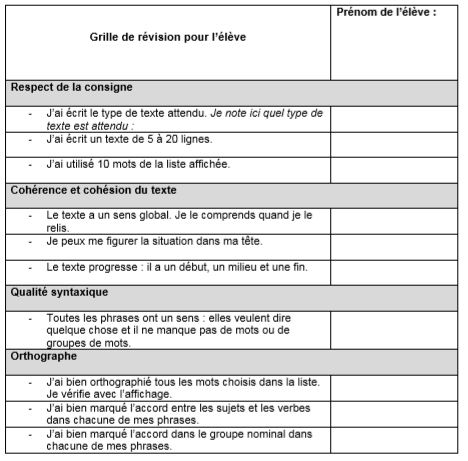 Prénom de l'élève :
Grille de révision pour l'élève
Respect de la consigne
- J'ai écrit le type de texte attendu. Je note ici quel type de
texte est attendu :
- J'ai écrit un texte de 5 à 20 lignes.
- J'ai utilisé 10 mots de la liste affichée.
Cohérence et cohésion du texte
- Le texte a un sens global. Je le comprends quand je le
relis.
- Je peux me figurer la situation dans ma tête.
- Le texte progresse : il a un début, un milieu et une fin.
Qualité syntaxique
- Toutes les phrases ont un sens : elles veulent dire
quelque chose et il ne manque pas de mots ou de
groupes de mots.
Orthographe
- J'ai bien orthographié tous les mots choisis dans la liste.
Je vérifie avec l'affichage.
- J'ai bien marqué l'accord entre les sujets et les verbes
dans chacune de mes phrases.
- J'ai bien marqué l'accord dans le groupe nominal dans
chacune de mes phrases.